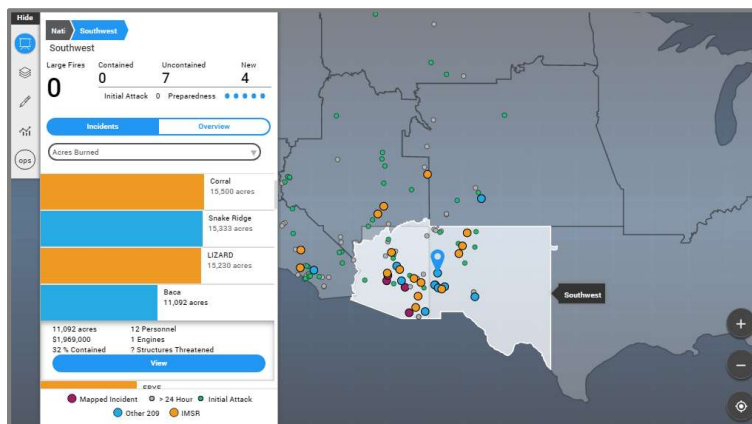 Hide
Nati Southwest
Southwest
Large Fires Contained Uncontained New
0 0 7 4
Initial Attack 0 Preparedness
Incidents Overview
Acres Burned
Corral
15,500 acres
Snake Ridge
15,333 acres
LIZARD
15,230 acres
Baca
11,092 acres
11,092 acres 12 Personnel
$1,969,000 1 Engines
32 % Contained ? Structures Threatened
View
Mapped Incident > 24 Hour Initial Attack
Other 209 IMSR
ops
Southwest
+
−